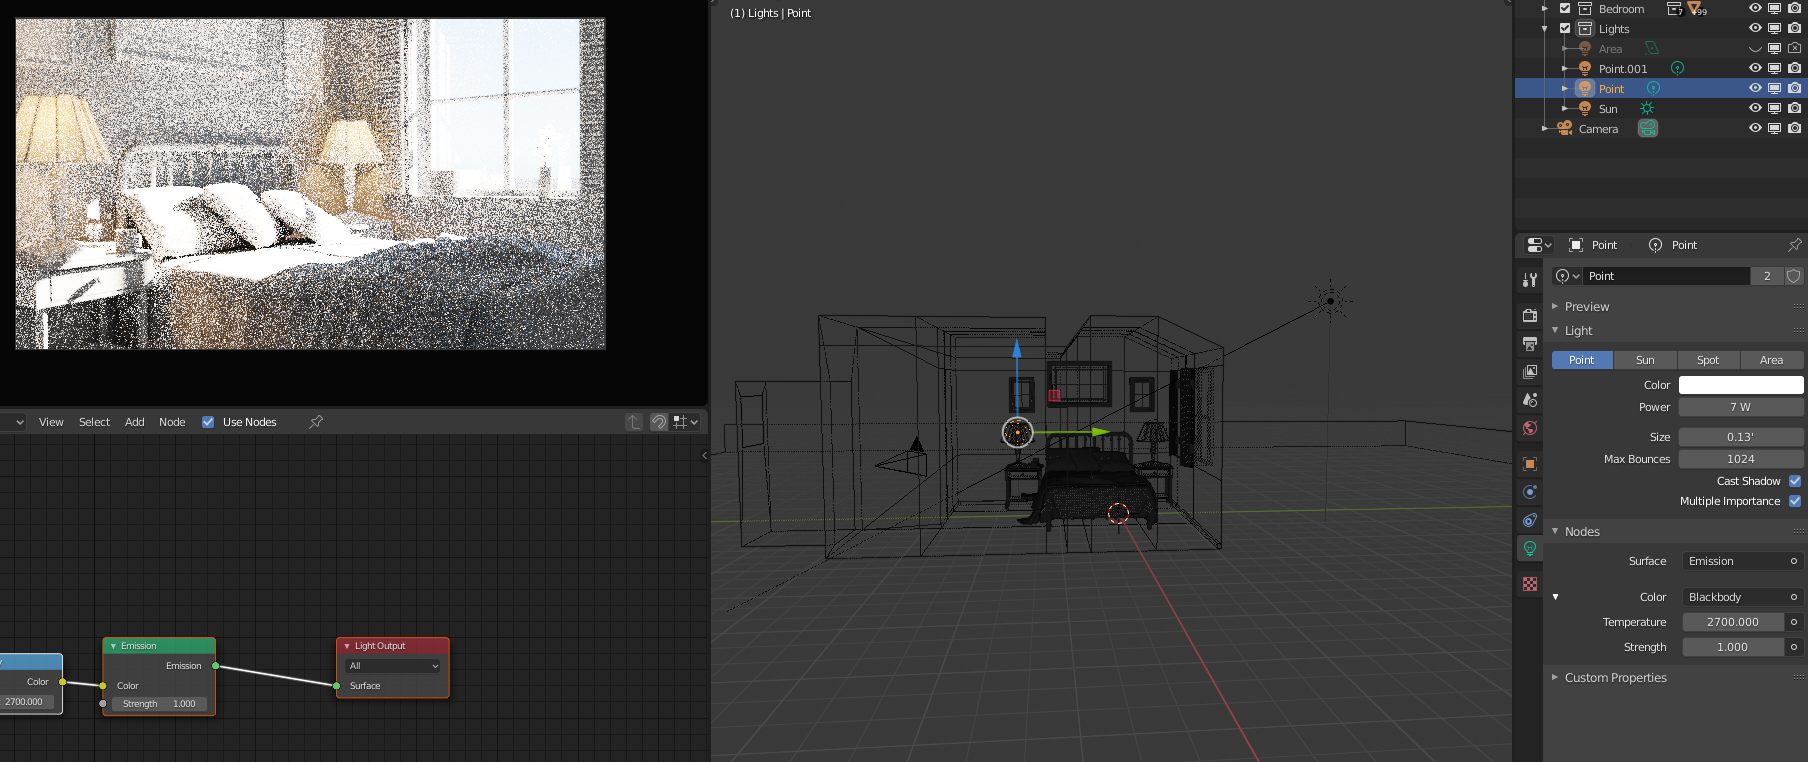 (1) Lights | Point
Bedroom 7 99
Lights
Area
Point.001
Point
Sun
Camera
Point Point
Point 2
Preview
Light
Point Sun Spot Area
Color
Power 7 W
Size 0.13'
Max Bounces 1024
Cast Shadow
Multiple Importance
Nodes
Surface Emission
Color Blackbody
Temperature 2700.000
Strength 1.000
Custom Properties
View Select Add Node Use Nodes
Color
2700.000
Emission
Emission
Color
Strength 1.000
Light Output
All
Surface